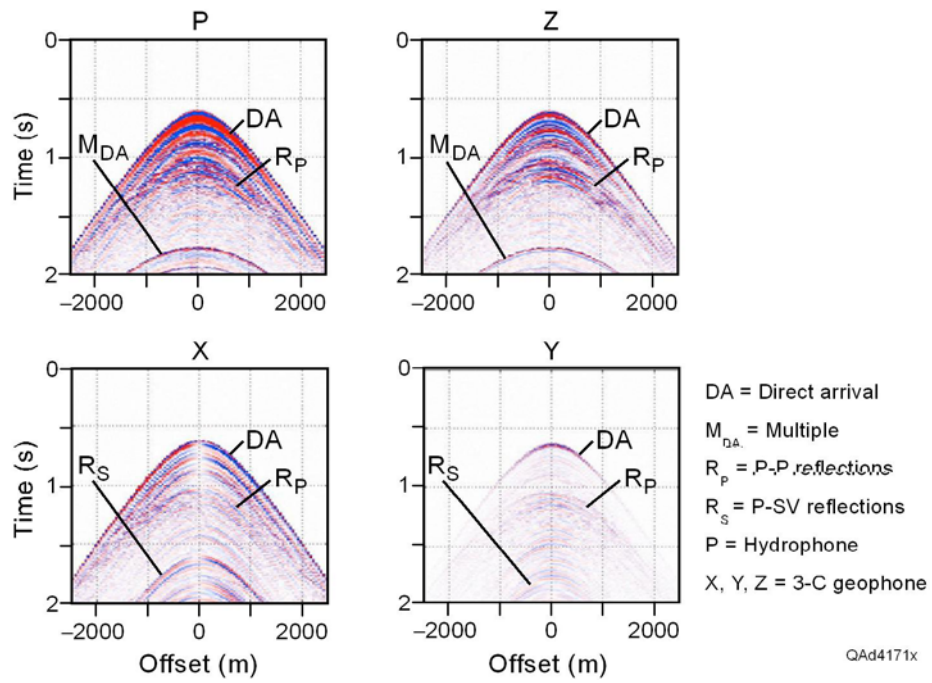 P
Z
0
Time (s)
1
2
M_DA
DA
R_P
−2000
0
2000
0
M_DA
DA
R_P
1
2
−2000
0
2000
X
Y
0
Time (s)
1
2
R_S
DA
R_P
−2000
0
2000
Offset (m)
0
1
2
R_S
DA
R_P
−2000
0
2000
Offset (m)
DA = Direct arrival
M_DA. = Multiple
R_P = P-P reflections
R_S = P-SV reflections
P = Hydrophone
X, Y, Z = 3-C geophone
QAd4171x